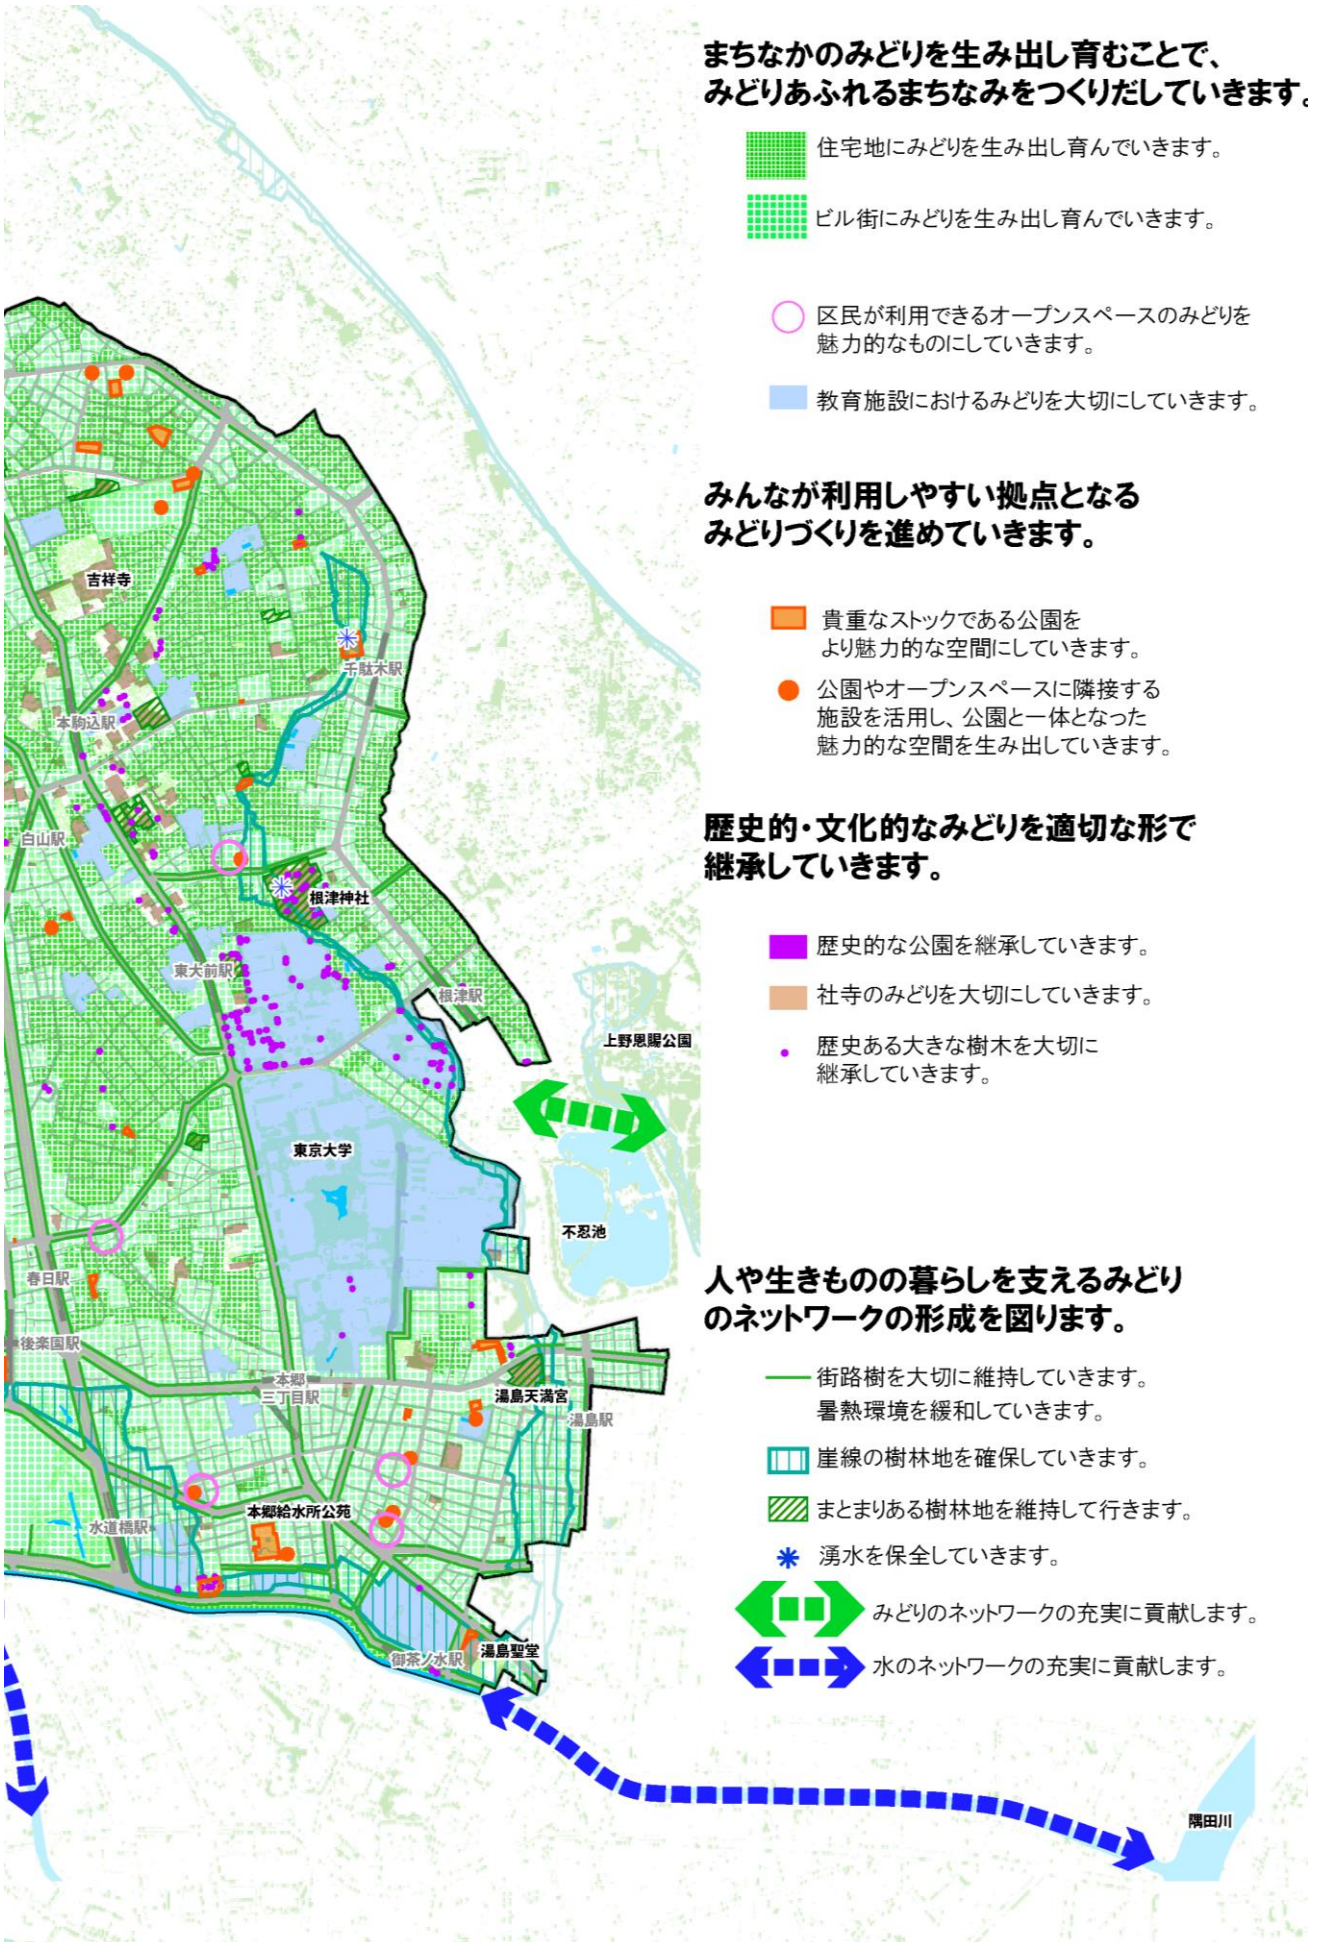 まちなかのみどりを生み出し育むことで、
みどりあふれるまちなみをつくりだしていきます。
住宅地にみどりを生み出し育んでいきます。
ビル街にみどりを生み出し育んでいきます。
区民が利用できるオープンスペースのみどりを
魅力的なものにしていきます。
教育施設におけるみどりを大切にしていきます。
みんなが利用しやすい拠点となる
みどりづくりを進めていきます。
貴重なストックである公園を
より魅力的な空間にしていきます。
公園やオープンスペースに隣接する
施設を活用し、公園と一体となった
魅力的な空間を生み出していきます。
歴史的・文化的なみどりを適切な形で
継承していきます。
歴史的な公園を継承していきます。
社寺のみどりを大切にしていきます。
歴史ある大きな樹木を大切に
継承していきます。
人や生きものの暮らしを支えるみどり
のネットワークの形成を図ります。
街路樹を大切に維持していきます。
暑熱環境を緩和していきます。
崖線の樹林地を確保していきます。
まとまりある樹林地を維持して行きます。
湧水を保全していきます。
みどりのネットワークの充実に貢献します。
水のネットワークの充実に貢献します。
吉祥寺
千駄木駅
本駒込駅
白山駅
根津神社
東大前駅
根津駅
上野恩賜公園
東京大学
不忍池
春日駅
後楽園駅
本郷
三丁目駅
湯島天満宮
湯島駅
本郷給水所公苑
水道橋駅
御茶ノ水駅
湯島聖堂
隅田川